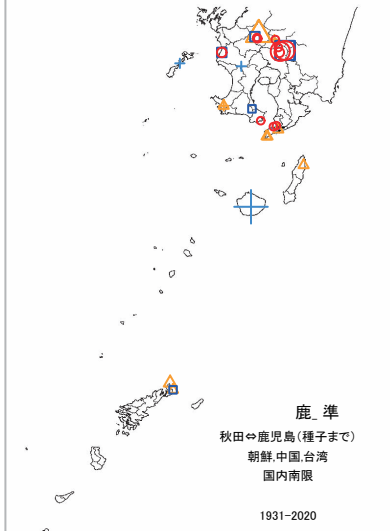 鹿_準
秋田⇔鹿児島(種子まで)
朝鮮,中国,台湾
国内南限
1931-2020